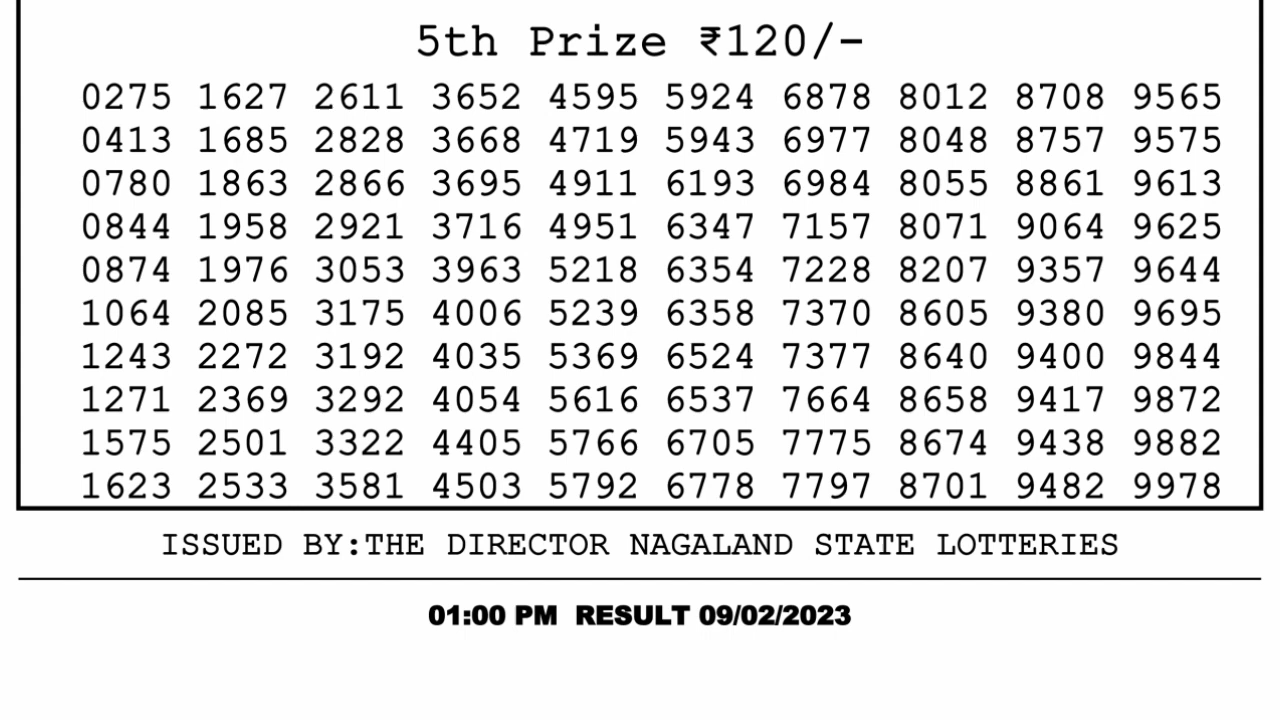 5th Prize ₹120/-
0275 1627 2611 3652 4595 5924 6878 8012 8708 9565
0413 1685 2828 3668 4719 5943 6977 8048 8757 9575
0780 1863 2866 3695 4911 6193 6984 8055 8861 9613
0844 1958 2921 3716 4951 6347 7157 8071 9064 9625
0874 1976 3053 3963 5218 6354 7228 8207 9357 9644
1064 2085 3175 4006 5239 6358 7370 8605 9380 9695
1243 2272 3192 4035 5369 6524 7377 8640 9400 9844
1271 2369 3292 4054 5616 6537 7664 8658 9417 9872
1575 2501 3322 4405 5766 6705 7775 8674 9438 9882
1623 2533 3581 4503 5792 6778 7797 8701 9482 9978
ISSUED BY:THE DIRECTOR NAGALAND STATE LOTTERIES
01:00 PM RESULT 09/02/2023